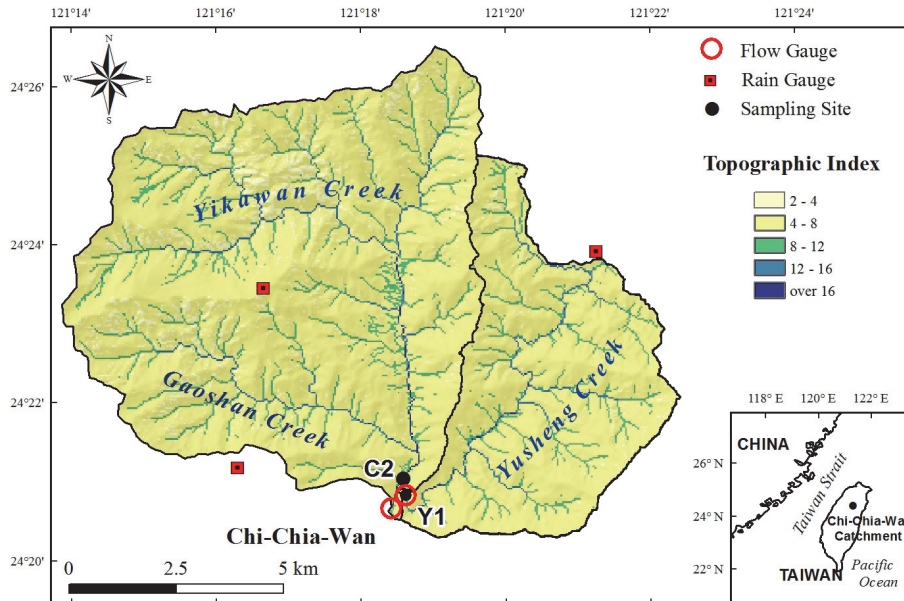 121°14' 121°16' 121°18' 121°20' 121°22' 121°24'
24°26'
24°24'
24°22'
24°20'
N
W E
S
Flow Gauge
Rain Gauge
Sampling Site
Topographic Index
2 - 4
4 - 8
8 - 12
12 - 16
over 16
Yikawan Creek
Gaoshan Creek
Yusheng Creek
C2
Y1
Chi-Chia-Wan
0 2.5 5 km
118° E 120° E 122° E
26° N
24° N
22° N
CHINA
Taiwan Strait
Chi-Chia-Wa
Catchment
TAIWAN
Pacific
Ocean